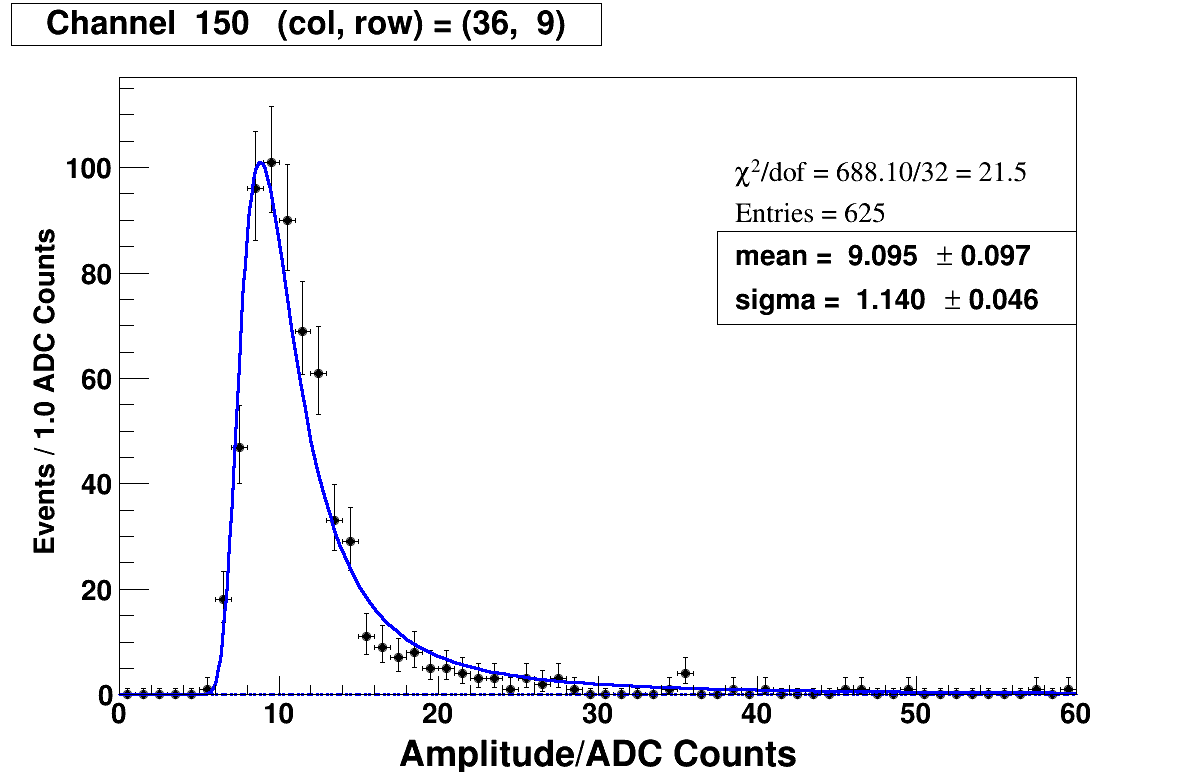 Channel 150 (col, row) = (36, 9)
χ²/dof = 688.10/32 = 21.5
Entries = 625
mean = 9.095 ± 0.097
sigma = 1.140 ± 0.046
Events / 1.0 ADC Counts
100
80
60
40
20
0
0 10 20 30 40 50 60
Amplitude/ADC Counts